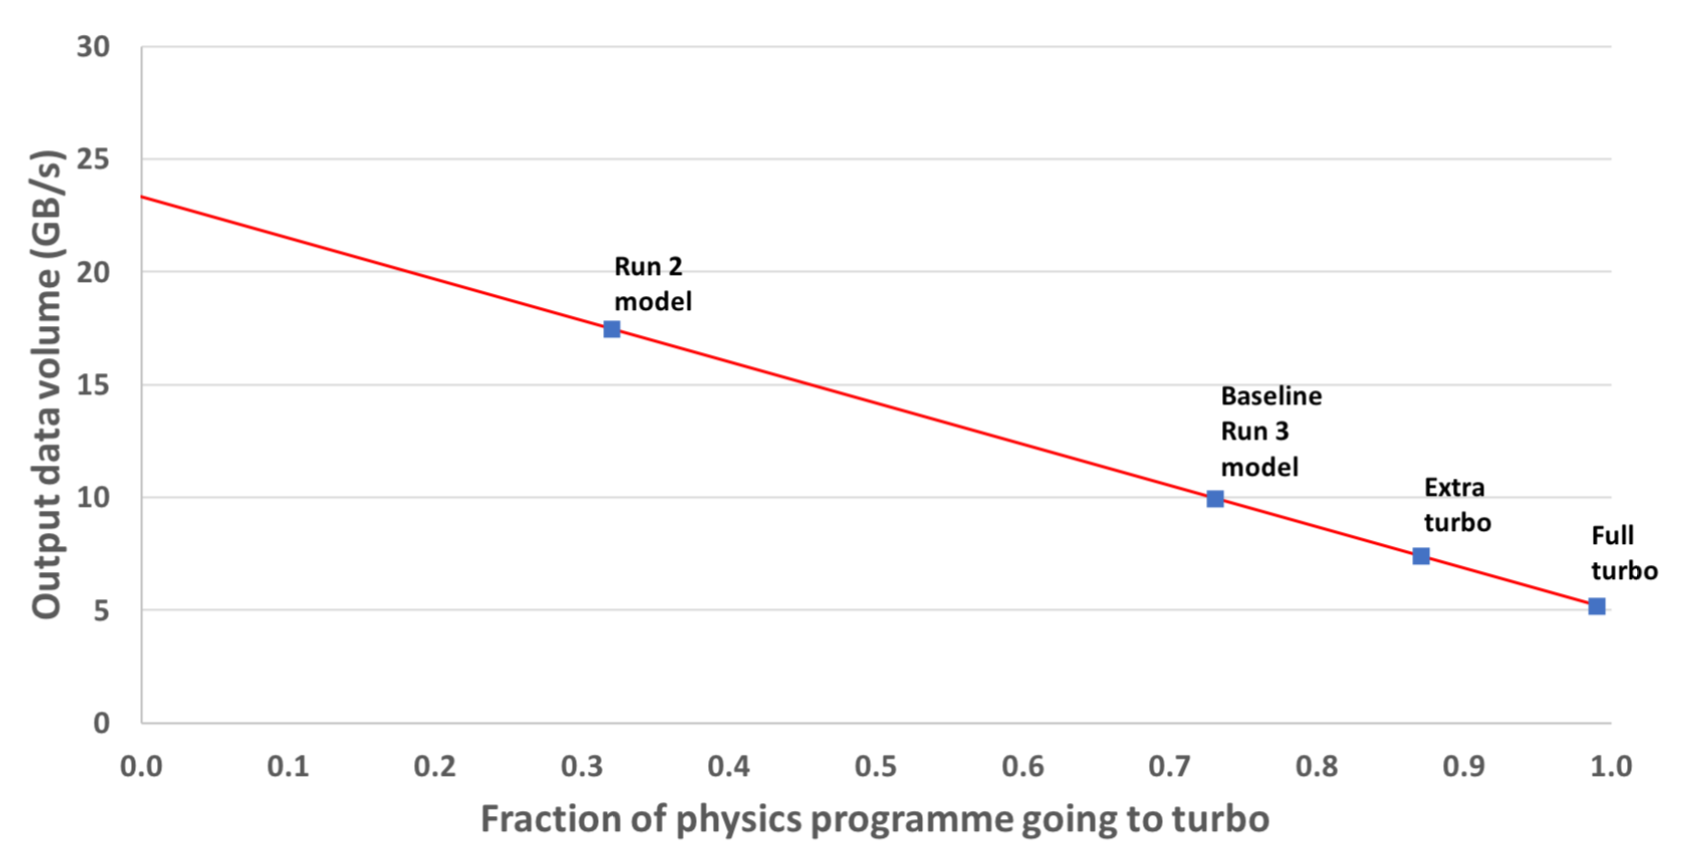 Output data volume (GB/s)
30
25
20
15
10
5
0
Run 2
model
Baseline
Run 3
model
Extra
turbo
Full
turbo
0.0 0.1 0.2 0.3 0.4 0.5 0.6 0.7 0.8 0.9 1.0
Fraction of physics programme going to turbo